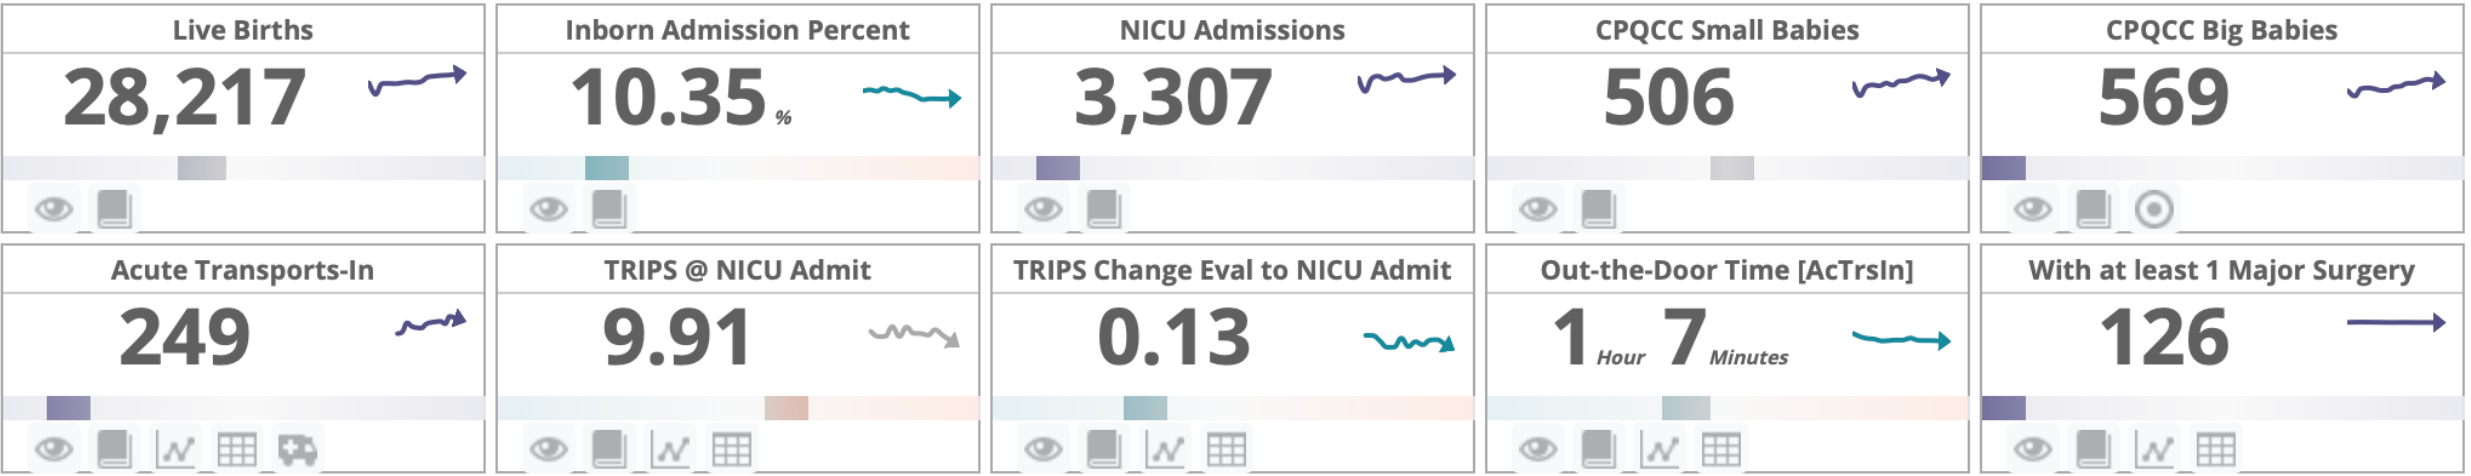 Live Births
28,217
Inborn Admission Percent
10.35 %
NICU Admissions
3,307
CPQCC Small Babies
506
CPQCC Big Babies
569
Acute Transports-In
249
TRIPS @ NICU Admit
9.91
TRIPS Change Eval to NICU Admit
0.13
Out-the-Door Time [AcTrsIn]
1 Hour 7 Minutes
With at least 1 Major Surgery
126